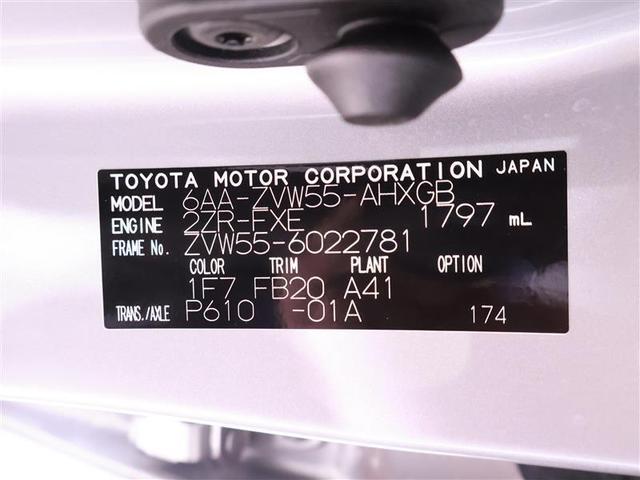 TOYOTA MOTOR CORPORATION JAPAN
MODEL 6AA-ZVW55-AHXGB
ENGINE 2ZR-FXE 1797 mL
FRAME No. ZVW55-6022781
COLOR TRIM PLANT OPTION
1F7 FB20 A41
TRANS./AXLE P610 -01A 174